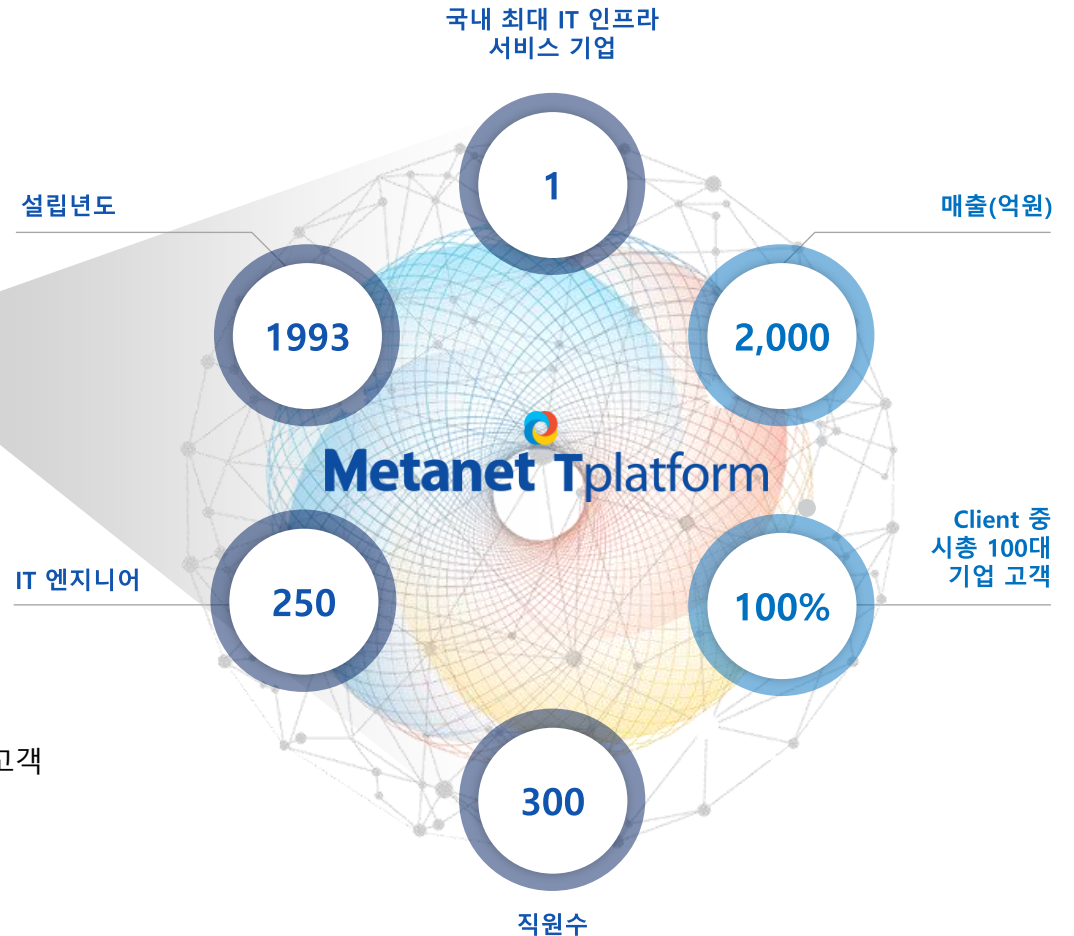 국내 최대 IT 인프라
서비스 기업
1
설립년도
매출(억원)
1993
2,000
Metanet Tplatform
Client 중
시총 100대
기업 고객
IT 엔지니어
250
100%
고객
300
직원수